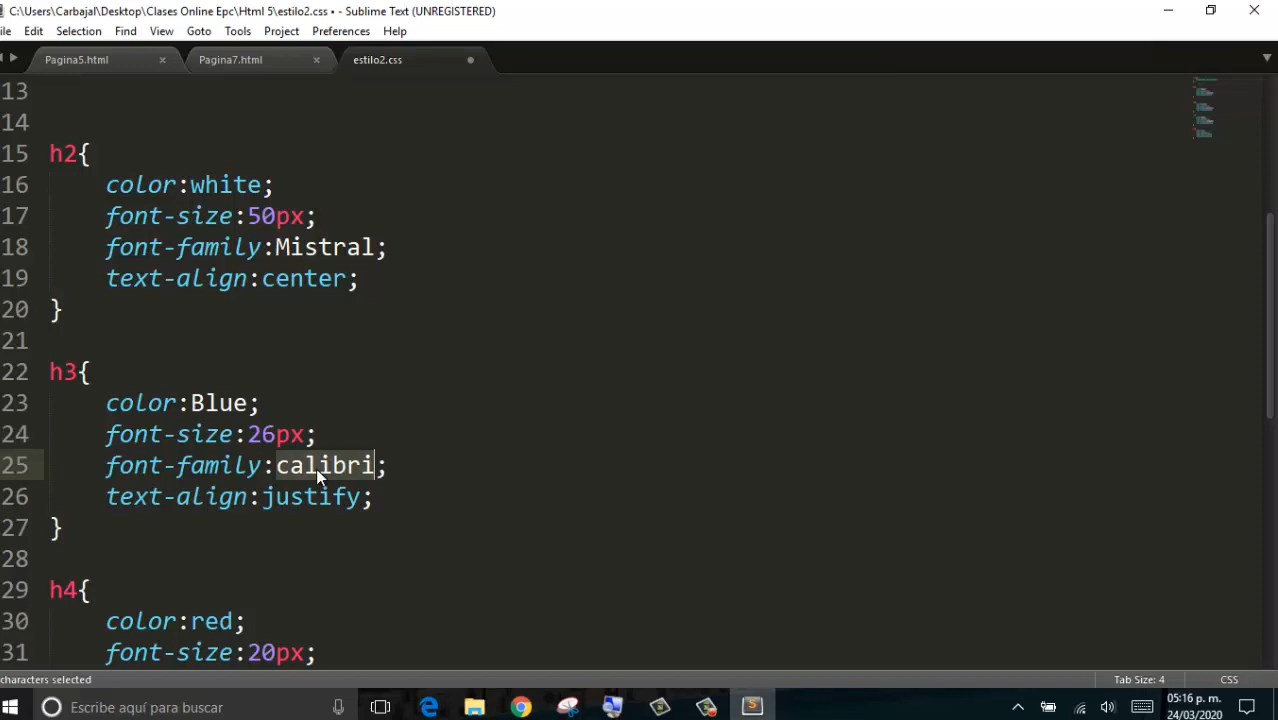 C:\Users\Carbajal\Desktop\Clases Online Epc\Html 5\estilo2.css • - Sublime Text (UNREGISTERED)
ile Edit Selection Find View Goto Tools Project Preferences Help
Pagina5.html × Pagina7.html × estilo2.css
13
14
15 h2{
16 color:white;
17 font-size:50px;
18 font-family:Mistral;
19 text-align:center;
20 }
21
22 h3{
23 color:Blue;
24 font-size:26px;
25 font-family:calibri;
26 text-align:justify;
27 }
28
29 h4{
30 color:red;
31 font-size:20px;
characters selected Tab Size: 4 CSS
Escribe aquí para buscar 05:16 p. m.
24/03/2020